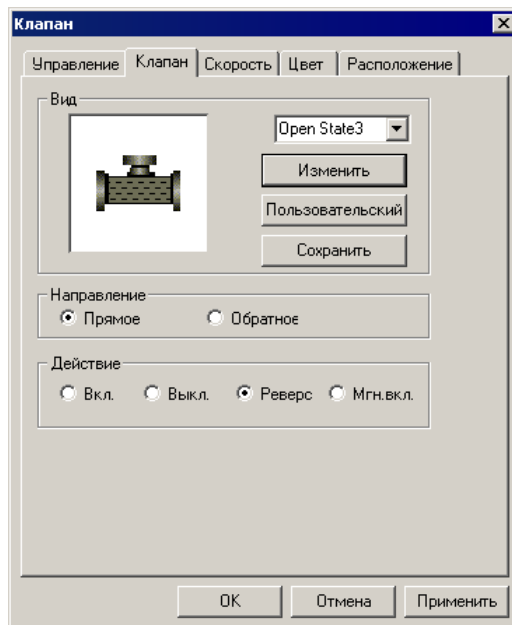 Клапан
Управление Клапан Скорость Цвет Расположение
Вид
Open State3
Изменить
Пользовательский
Сохранить
Направление
Прямое Обратное
Действие
Вкл. Выкл. Реверс Мгн.вкл.
OK Отмена Применить